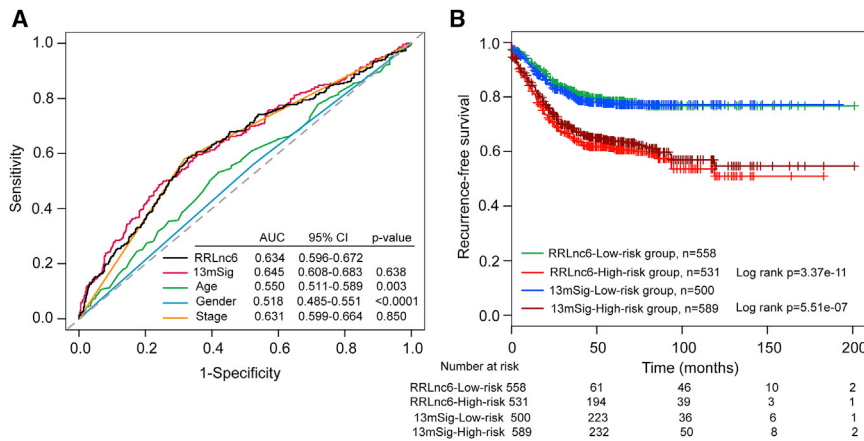 A
1.0
0.8
0.6
0.4
0.2
0.0
Sensitivity
AUC 95% CI p-value
RRLnc6 0.634 0.596-0.672
13mSig 0.645 0.608-0.683 0.638
Age 0.550 0.511-0.589 0.003
Gender 0.518 0.485-0.551 <0.0001
Stage 0.631 0.599-0.664 0.850
0.0 0.2 0.4 0.6 0.8 1.0
1-Specificity
B
1.0
0.8
0.6
0.4
0.2
0.0
Recurrence-free survival
RRLnc6-Low-risk group, n=558
RRLnc6-High-risk group, n=531 Log rank p=3.37e-11
13mSig-Low-risk group, n=500
13mSig-High-risk group, n=589 Log rank p=5.51e-07
0 50 100 150 200
Number at risk
Time (months)
RRLnc6-Low-risk 558 61 46 10 2
RRLnc6-High-risk 531 194 39 3 1
13mSig-Low-risk 500 223 36 6 1
13mSig-High-risk 589 232 50 8 2